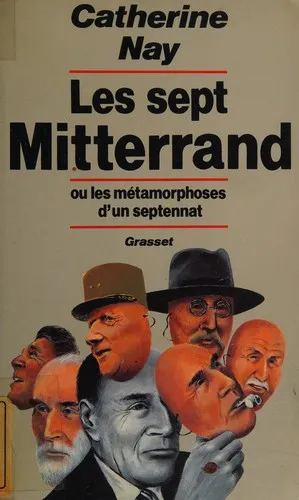 Catherine
Nay
Les sept
Mitterrand
ou les métamorphoses
d'un septennat
Grasset